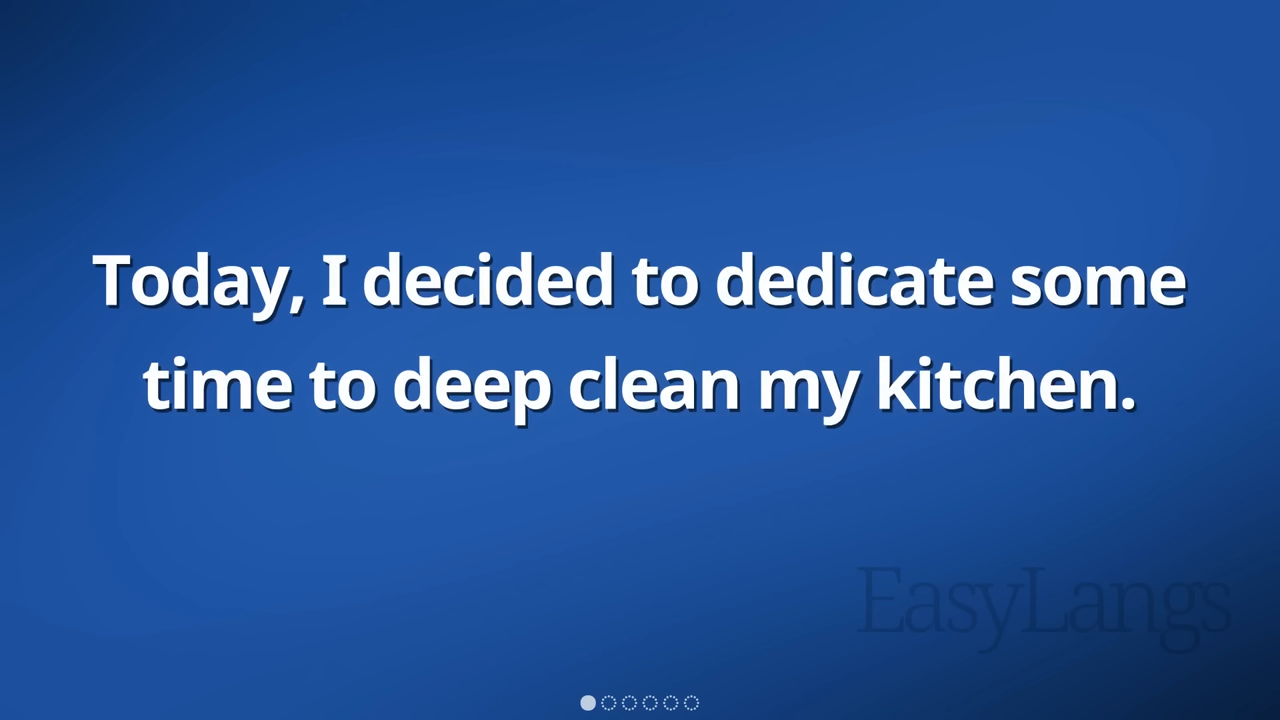 Today, I decided to dedicate some
time to deep clean my kitchen.
EasyLangs